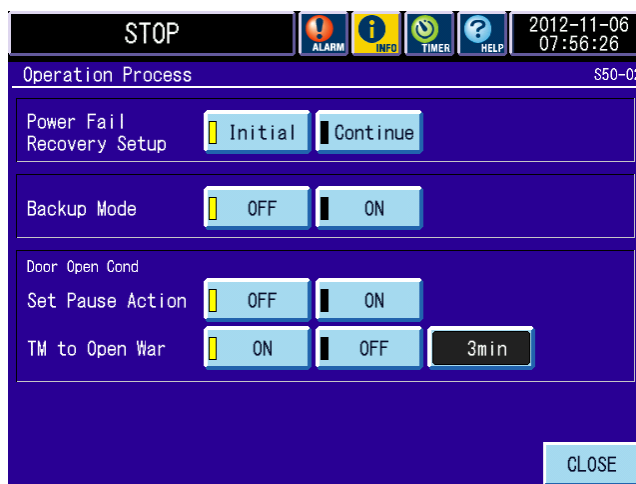 STOP
ALARM
INFO
TIMER
HELP
2012-11-06
07:56:26
Operation Process
S50-02
Power Fail
Recovery Setup
Initial
Continue
Backup Mode
OFF
ON
Door Open Cond
Set Pause Action
OFF
ON
TM to Open War
ON
OFF
3min
CLOSE